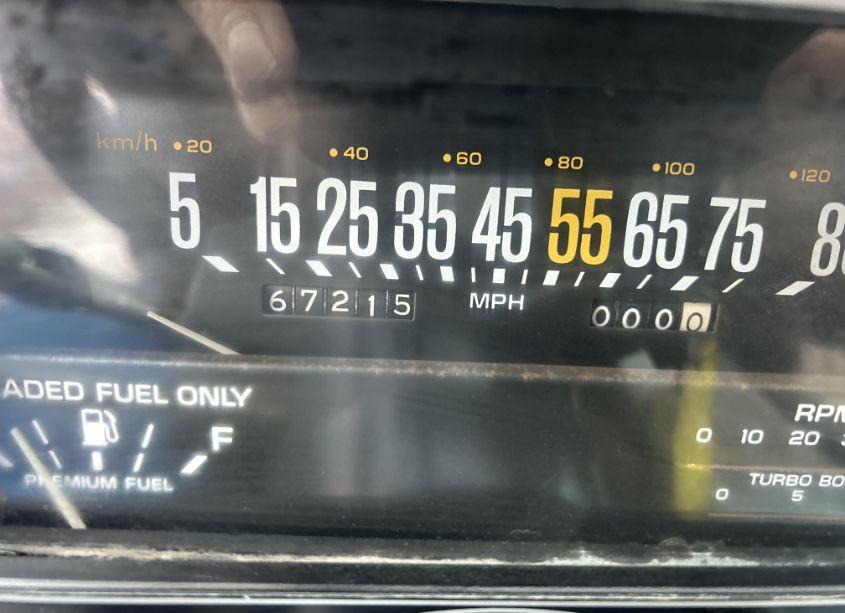 km/h 20 40 60 80 100 120
5 15 25 35 45 55 65 75
67215 MPH 0000
FUEL ONLY
F
RPM
0 10 20
PREMIUM FUEL
TURBO
0 5